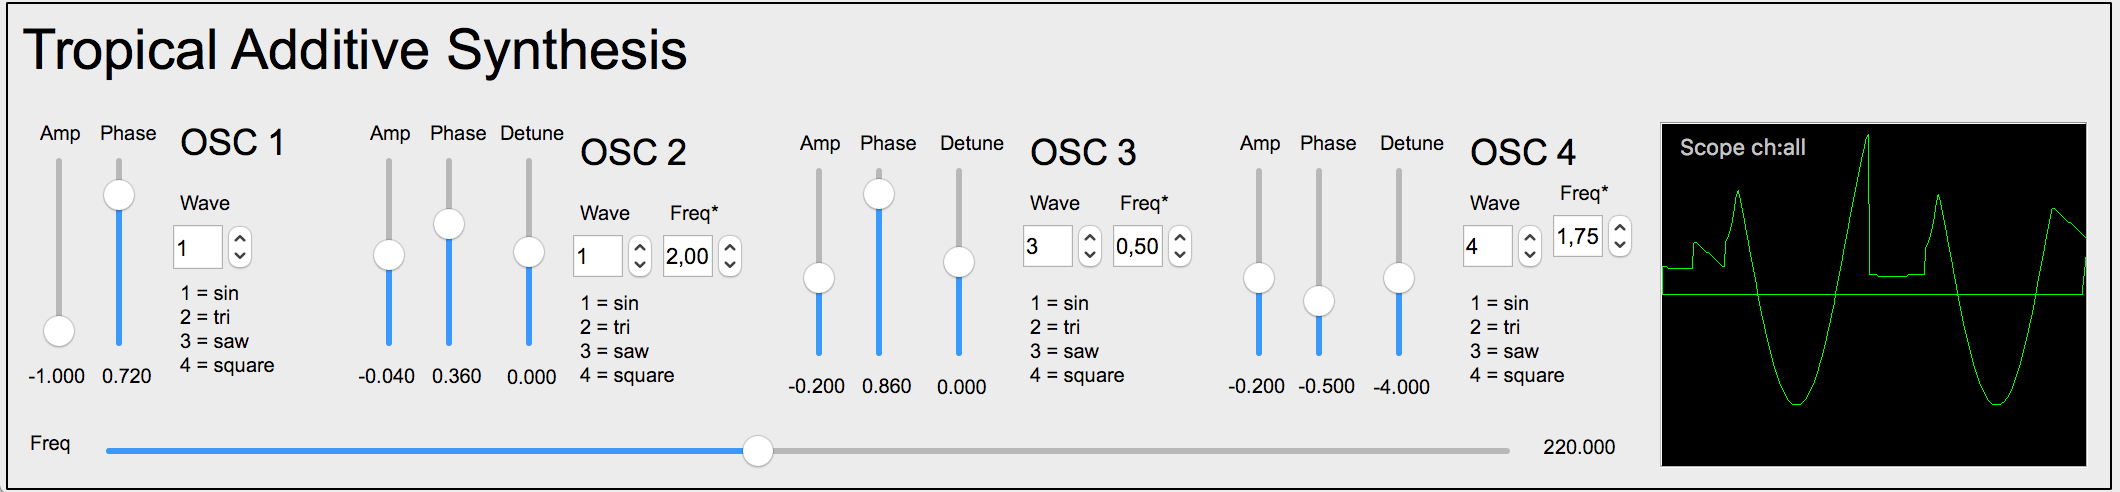 Tropical Additive Synthesis
Amp Phase OSC 1
Wave
1
1 = sin
2 = tri
3 = saw
4 = square
-1.000 0.720
Amp Phase Detune OSC 2
Wave Freq*
1 2,00
1 = sin
2 = tri
3 = saw
4 = square
-0.040 0.360 0.000
Amp Phase Detune OSC 3
Wave Freq*
3 0,50
1 = sin
2 = tri
3 = saw
4 = square
-0.200 0.860 0.000
Amp Phase Detune OSC 4
Wave Freq*
4 1,75
1 = sin
2 = tri
3 = saw
4 = square
-0.200 -0.500 -4.000
Scope ch:all
Freq 220.000